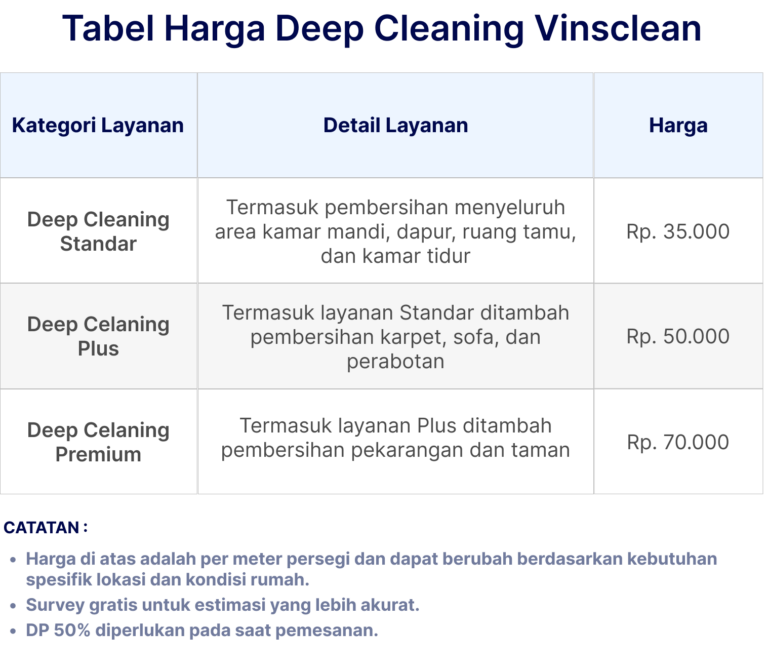 Tabel Harga Deep Cleaning Vinsclean
Kategori Layanan
Detail Layanan
Harga
Deep Cleaning
Standar
Termasuk pembersihan menyeluruh
area kamar mandi, dapur, ruang tamu,
dan kamar tidur
Rp. 35.000
Deep Celaning
Plus
Termasuk layanan Standar ditambah
pembersihan karpet, sofa, dan
perabotan
Rp. 50.000
Deep Celaning
Premium
Termasuk layanan Plus ditambah
pembersihan pekarangan dan taman
Rp. 70.000
CATATAN :
• Harga di atas adalah per meter persegi dan dapat berubah berdasarkan kebutuhan
spesifik lokasi dan kondisi rumah.
• Survey gratis untuk estimasi yang lebih akurat.
• DP 50% diperlukan pada saat pemesanan.